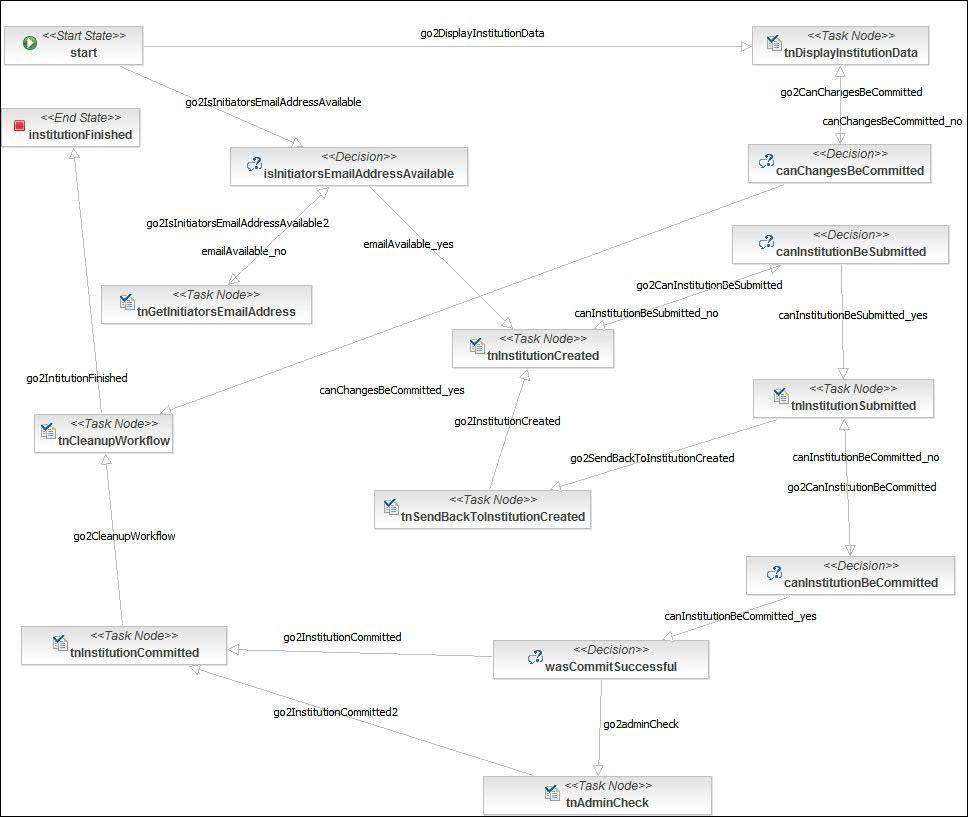 <<Start State>>
start
go2DisplayInstitutionData
<<Task Node>>
tnDisplayInstitutionData
go2CanChangesBeCommitted
canChangesBeCommitted_no
go2IsInitiatorsEmailAddressAvailable
<<End State>>
institutionFinished
<<Decision>>
isInitiatorsEmailAddressAvailable
<<Decision>>
canChangesBeCommitted
go2IsInitiatorsEmailAddressAvailable2
emailAvailable_no
emailAvailable_yes
<<Decision>>
canInstitutionBeSubmitted
<<Task Node>>
tnGetInitiatorsEmailAddress
go2CanInstitutionBeSubmitted
canInstitutionBeSubmitted_no
canInstitutionBeSubmitted_yes
<<Task Node>>
tnInstitutionCreated
go2IntitutionFinished
canChangesBeCommitted_yes
<<Task Node>>
tnInstitutionSubmitted
go2InstitutionCreated
<<Task Node>>
tnCleanupWorkflow
go2SendBackToInstitutionCreated
canInstitutionBeCommitted_no
go2CanInstitutionBeCommitted
<<Task Node>>
tnSendBackToInstitutionCreated
go2CleanupWorkflow
<<Decision>>
canInstitutionBeCommitted
canInstitutionBeCommitted_yes
<<Task Node>>
tnInstitutionCommitted
go2InstitutionCommitted
<<Decision>>
wasCommitSuccessful
go2InstitutionCommitted2
go2adminCheck
<<Task Node>>
tnAdminCheck